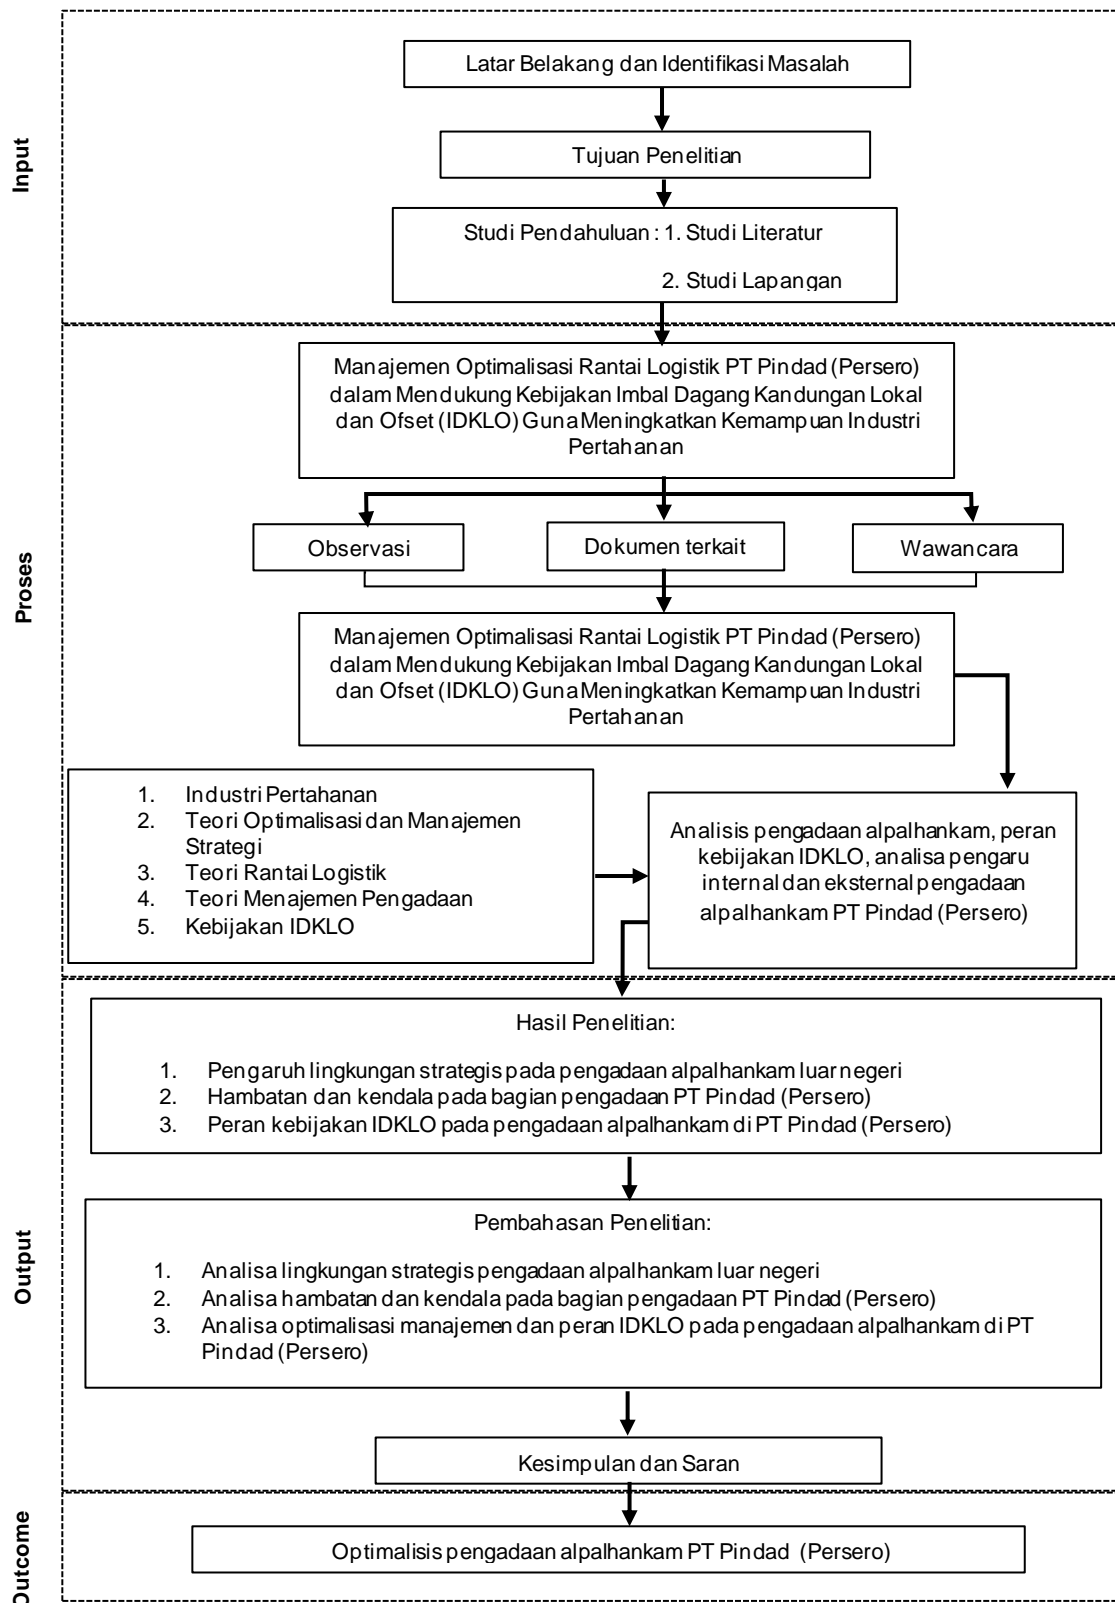 Input
Latar Belakang dan Identifikasi Masalah
Tujuan Penelitian
Studi Pendahuluan : 1. Studi Literatur
2. Studi Lapangan
Proses
Manajemen Optimalisasi Rantai Logistik PT Pindad (Persero)
dalam Mendukung Kebijakan Imbal Dagang Kandungan Lokal
dan Ofset (IDKLO) Guna Meningkatkan Kemampuan Industri
Pertahanan
Observasi
Dokumen terkait
Wawancara
Manajemen Optimalisasi Rantai Logistik PT Pindad (Persero)
dalam Mendukung Kebijakan Imbal Dagang Kandungan Lokal
dan Ofset (IDKLO) Guna Meningkatkan Kemampuan Industri
Pertahanan
1. Industri Pertahanan
2. Teori Optimalisasi dan Manajemen
Strategi
3. Teori Rantai Logistik
4. Teori Menajemen Pengadaan
5. Kebijakan IDKLO
Analisis pengadaan alpalhankam, peran
kebijakan IDKLO, analisa pengaru
internal dan eksternal pengadaan
alpalhankam PT Pindad (Persero)
Output
Hasil Penelitian:
1. Pengaruh lingkungan strategis pada pengadaan alpalhankam luar negeri
2. Hambatan dan kendala pada bagian pengadaan PT Pindad (Persero)
3. Peran kebijakan IDKLO pada pengadaan alpalhankam di PT Pindad (Persero)
Pembahasan Penelitian:
1. Analisa lingkungan strategis pengadaan alpalhankam luar negeri
2. Analisa hambatan dan kendala pada bagian pengadaan PT Pindad (Persero)
3. Analisa optimalisasi manajemen dan peran IDKLO pada pengadaan alpalhankam di PT
Pindad (Persero)
Kesimpulan dan Saran
Outcome
Optimalisis pengadaan alpalhankam PT Pindad (Persero)